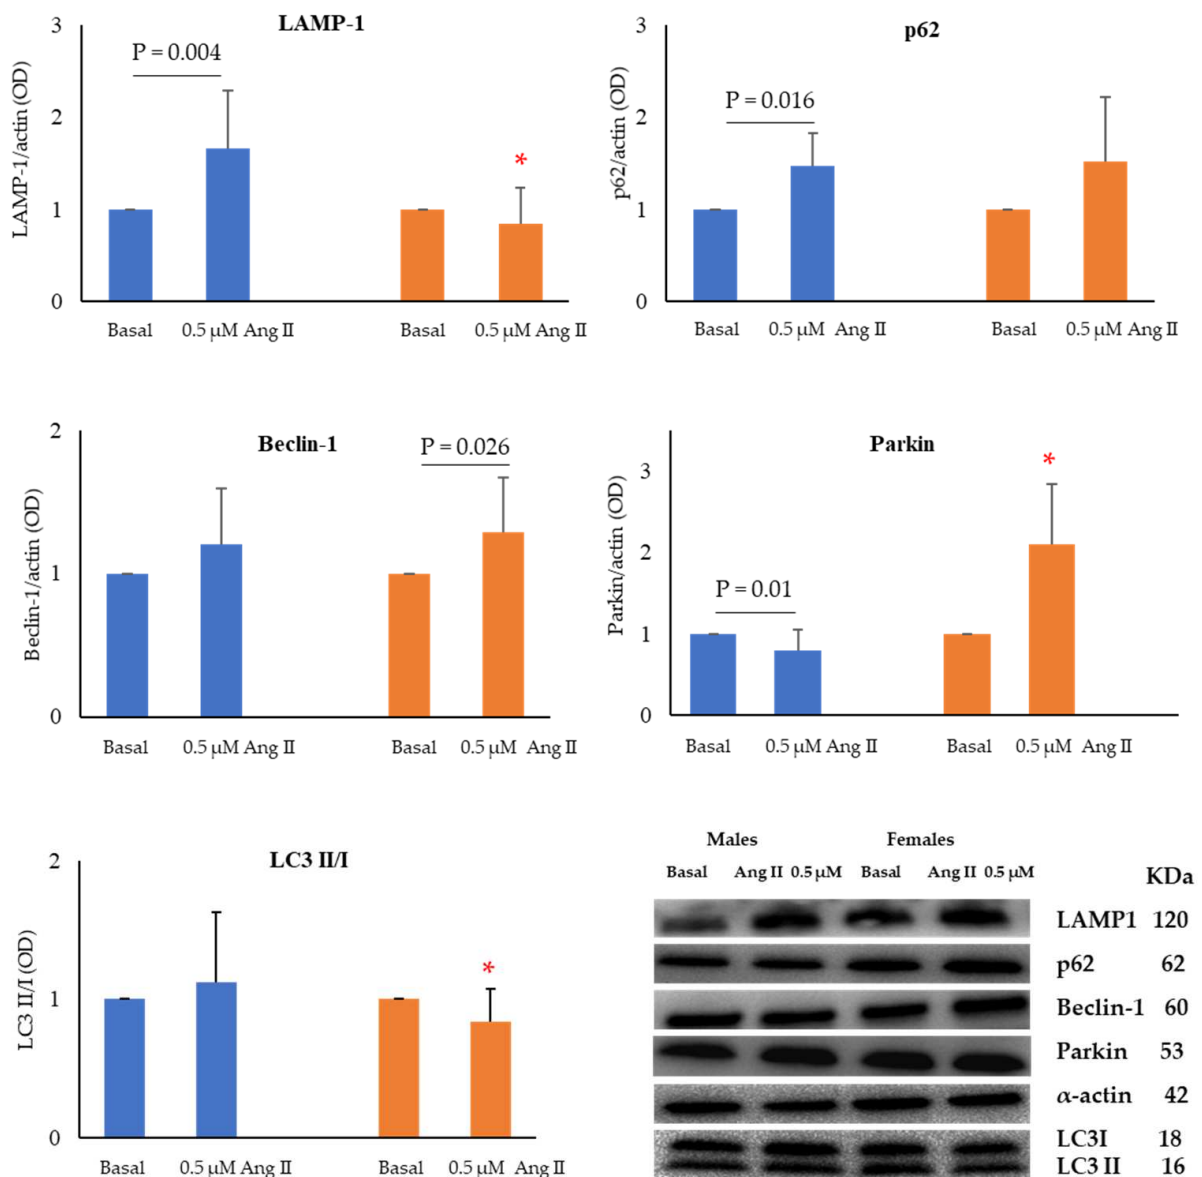 LAMP-1
P = 0.004
LAMP-1/actin (OD)
3
2
1
0
*
Basal 0.5 µM Ang II Basal 0.5 µM Ang II
p62
P = 0.016
p62/actin (OD)
3
2
1
0
Basal 0.5 µM Ang II Basal 0.5 µM Ang II
Beclin-1
P = 0.026
Beclin-1/actin (OD)
2
1
0
Basal 0.5 µM Ang II Basal 0.5 µM Ang II
Parkin
*
P = 0.01
Parkin/actin (OD)
3
2
1
0
Basal 0.5 µM Ang II Basal 0.5 µM Ang II
LC3 II/I
*
LC3 II/I (OD)
2
1
0
Basal 0.5 µM Ang II Basal 0.5 µM Ang II
Males Females
Basal Ang II 0.5 µM Basal Ang II 0.5 µM
KDa
LAMP1 120
p62 62
Beclin-1 60
Parkin 53
α-actin 42
LC3I 18
LC3 II 16